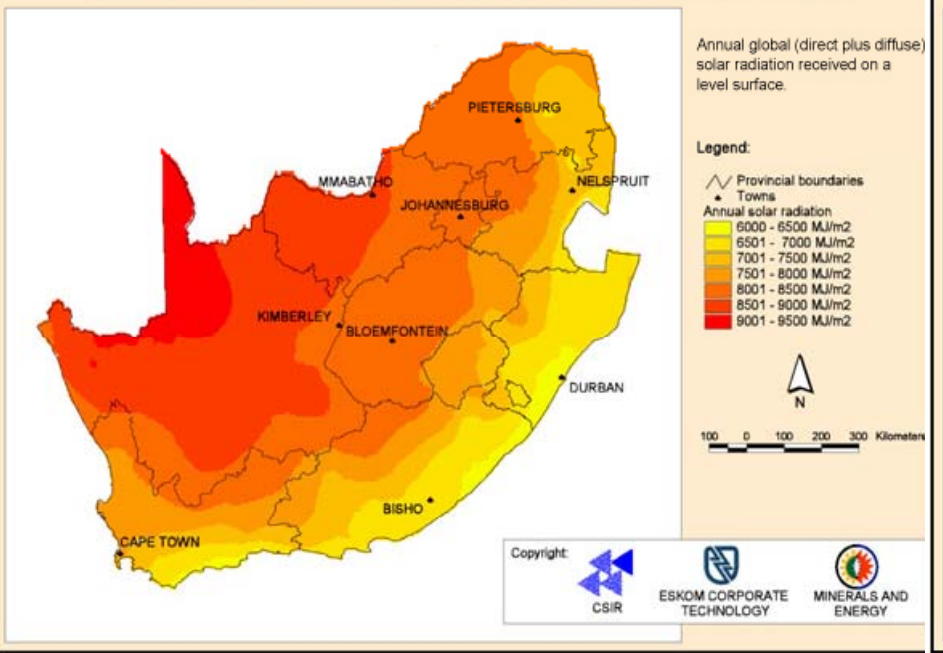 Annual global (direct plus diffuse)
solar radiation received on a
level surface.
PIETERSBURG
MMABATHO
NELSPRUIT
JOHANNESBURG
KIMBERLEY
BLOEMFONTEIN
DURBAN
BISHO
CAPE TOWN
Legend:
Provincial boundaries
Towns
Annual solar radiation
6000 - 6500 MJ/m2
6501 - 7000 MJ/m2
7001 - 7500 MJ/m2
7501 - 8000 MJ/m2
8001 - 8500 MJ/m2
8501 - 9000 MJ/m2
9001 - 9500 MJ/m2
N
100 0 100 200 300 Kilometers
Copyright:
CSIR
ESKOM CORPORATE
TECHNOLOGY
MINERALS AND
ENERGY